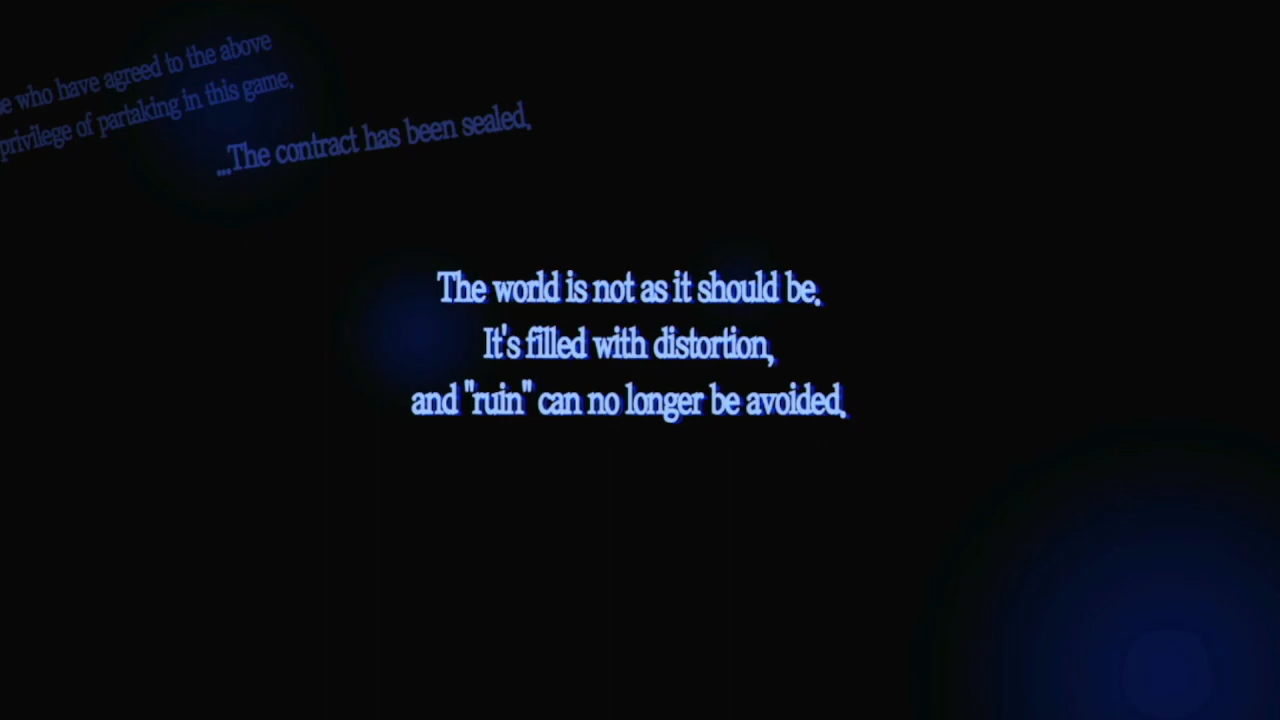 who have agreed to the above
privilege of partaking in this game.
...The contract has been sealed.
The world is not as it should be.
It's filled with distortion,
and "ruin" can no longer be avoided.